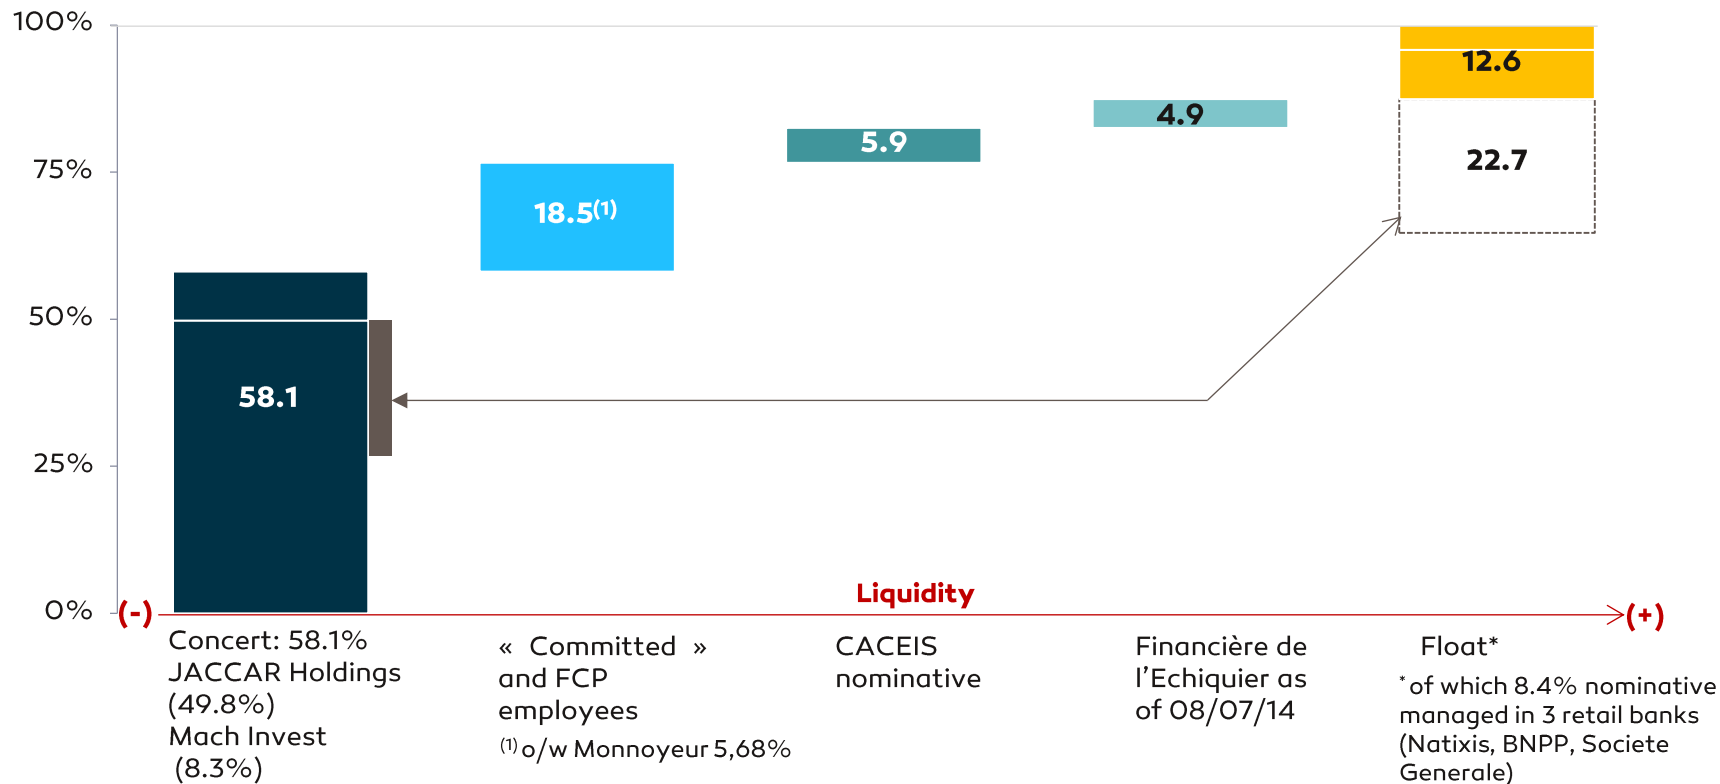 100%
75%
50%
25%
0%
58.1
18.5(1)
5.9
4.9
12.6
22.7
Liquidity
(-)
(+)
Concert: 58.1%
JACCAR Holdings
(49.8%)
Mach Invest
(8.3%)
« Committed »
and FCP
employees
(1) o/w Monnoyeur 5,68%
CACEIS
nominative
Financière de
l'Echiquier as
of 08/07/14
Float*
* of which 8.4% nominative
managed in 3 retail banks
(Natixis, BNPP, Societe
Generale)